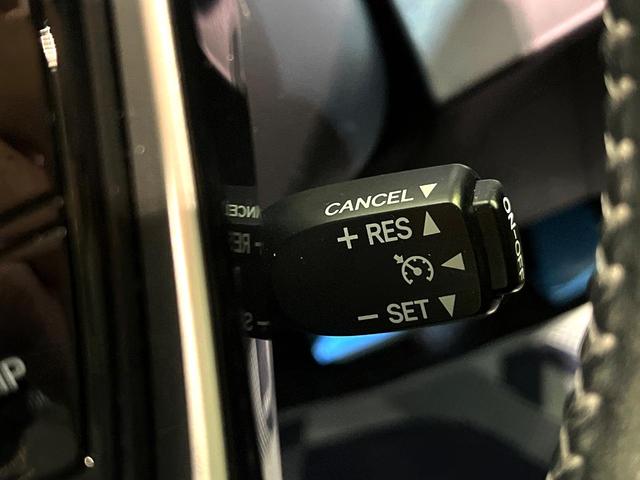 CANCEL ▼
+ RES ▲
◀
− SET ▼
ON-OFF